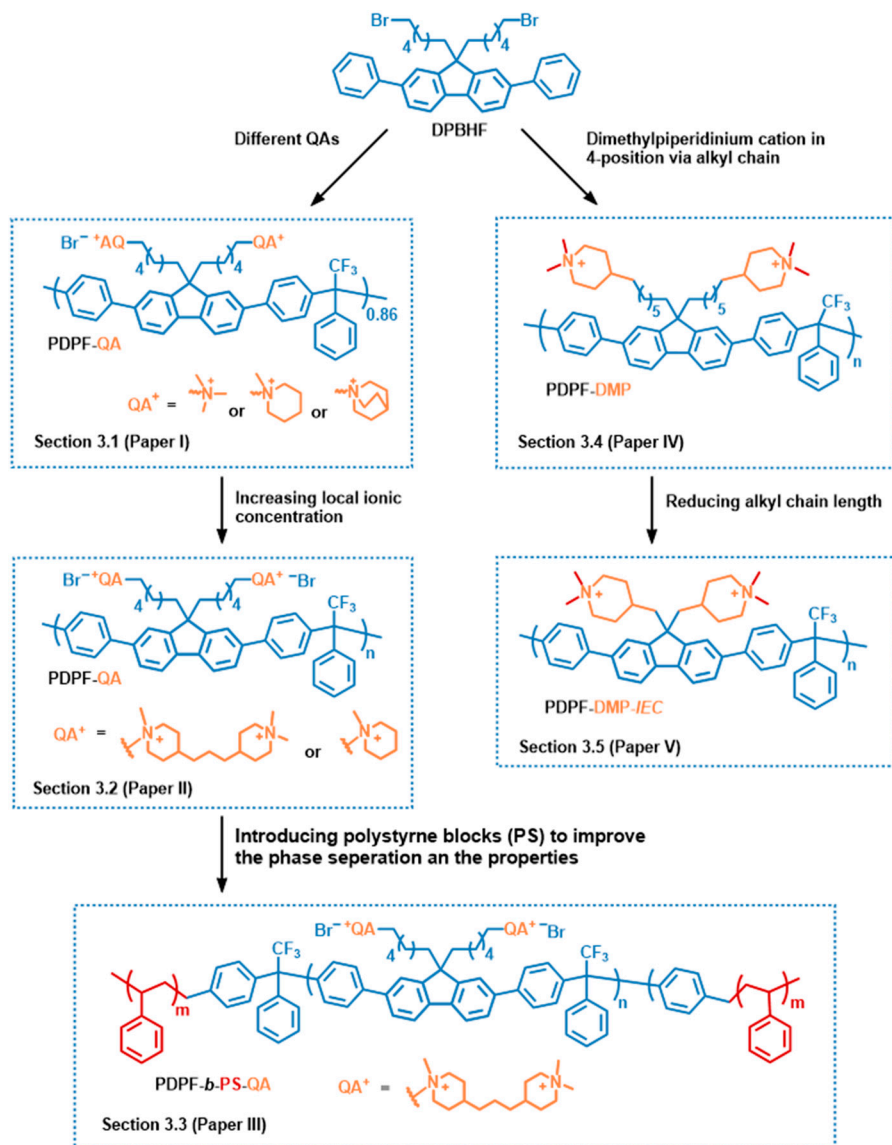 Br Br
4 4
DPBHF
Different QAs
Dimethylpiperidinium cation in
4-position via alkyl chain
Br⁻ ⁺AQ QA⁺
4 4
CF₃
0.86
PDPF-QA
QA⁺ = N⁺ or N⁺ or N⁺
Section 3.1 (Paper I)
N⁺ N⁺
5 5
CF₃
n
PDPF-DMP
Section 3.4 (Paper IV)
Increasing local ionic
concentration
Reducing alkyl chain length
Br⁻⁺QA QA⁺⁻Br
4 4
CF₃
n
PDPF-QA
QA⁺ = N⁺ N⁺ or N⁺
Section 3.2 (Paper II)
N⁺ N⁺
CF₃
n
PDPF-DMP-IEC
Section 3.5 (Paper V)
Introducing polystyrne blocks (PS) to improve
the phase seperation an the properties
Br⁻⁺QA QA⁺⁻Br
4 4
CF₃ CF₃
m n m
PDPF-b-PS-QA
QA⁺ = N⁺ N⁺
Section 3.3 (Paper III)